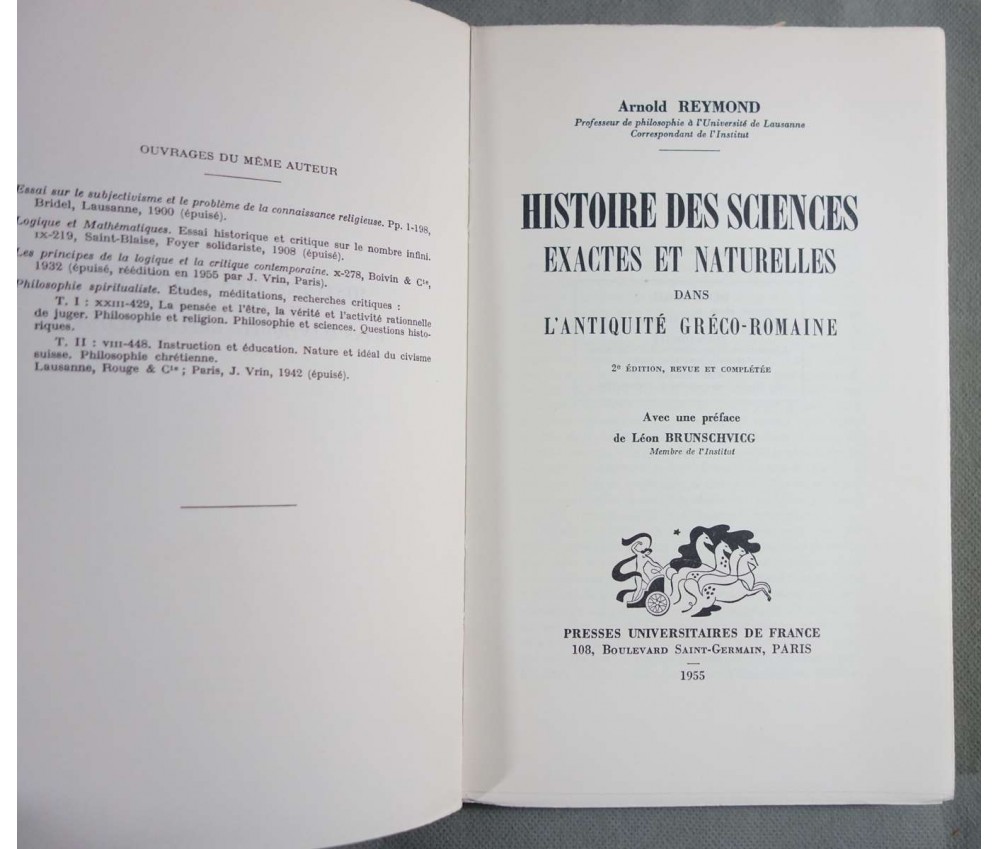 OUVRAGES DU MÊME AUTEUR
Essai sur le subjectivisme et le problème de la connaissance religieuse. Pp. 1-198,
Bridel, Lausanne, 1900 (épuisé).
Logique et Mathématiques. Essai historique et critique sur le nombre infini.
IX-219, Saint-Blaise, Foyer solidariste, 1908 (épuisé).
Les principes de la logique et la critique contemporaine. X-278, Boivin & Cie,
1932 (épuisé, réédition en 1955 par J. Vrin, Paris).
Philosophie spiritualiste. Études, méditations, recherches critiques :
T. I : XXIII-429, La pensée et l'être, la vérité et l'activité rationnelle
de juger. Philosophie et religion. Philosophie et sciences. Questions histo-
riques.
T. II : VIII-448. Instruction et éducation. Nature et idéal du civisme
suisse. Philosophie chrétienne.
Lausanne, Rouge & Cie ; Paris, J. Vrin, 1942 (épuisé).
Arnold REYMOND
Professeur de philosophie à l'Université de Lausanne
Correspondant de l'Institut
HISTOIRE DES SCIENCES
EXACTES ET NATURELLES
DANS
L'ANTIQUITÉ GRÉCO-ROMAINE
2e ÉDITION, REVUE ET COMPLÉTÉE
Avec une préface
de Léon BRUNSCHVICG
Membre de l'Institut
PRESSES UNIVERSITAIRES DE FRANCE
108, BOULEVARD SAINT-GERMAIN, PARIS
1955